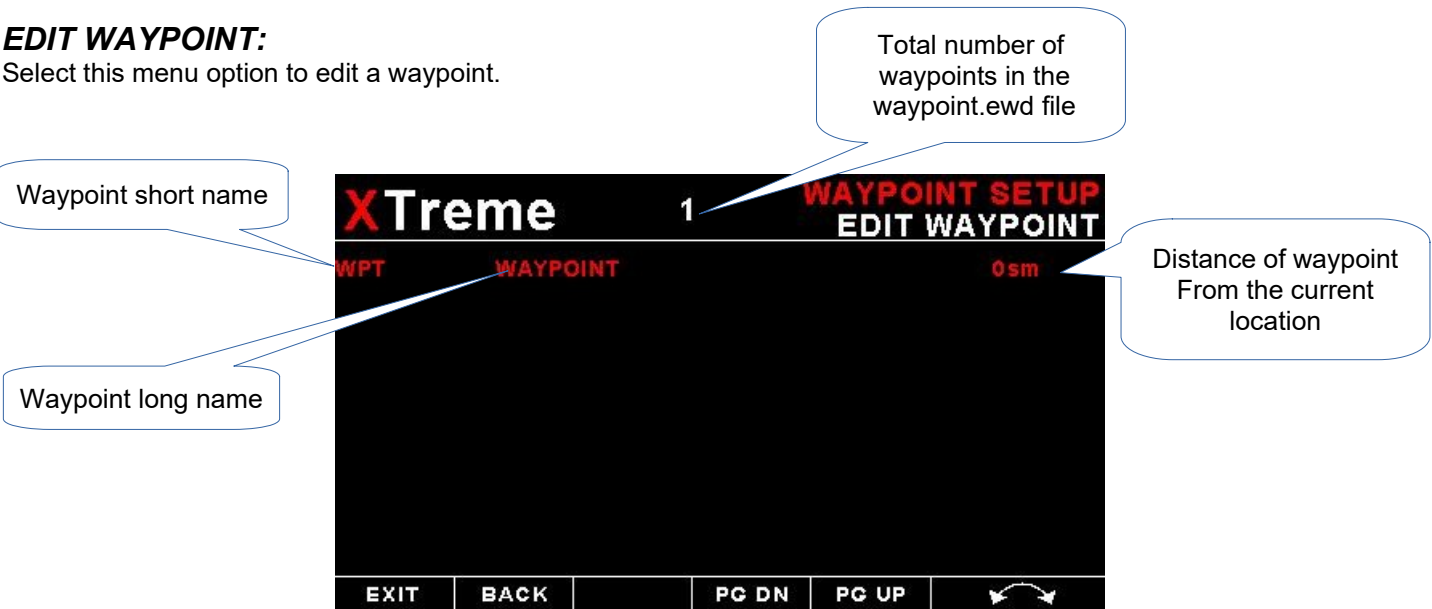 EDIT WAYPOINT:
Select this menu option to edit a waypoint.
Total number of
waypoints in the
waypoint.ewd file
Waypoint short name
XTreme
1
WAYPOINT SETUP
EDIT WAYPOINT
WPT
WAYPOINT
0sm
Distance of waypoint
From the current
location
Waypoint long name
EXIT
BACK
PG DN
PG UP